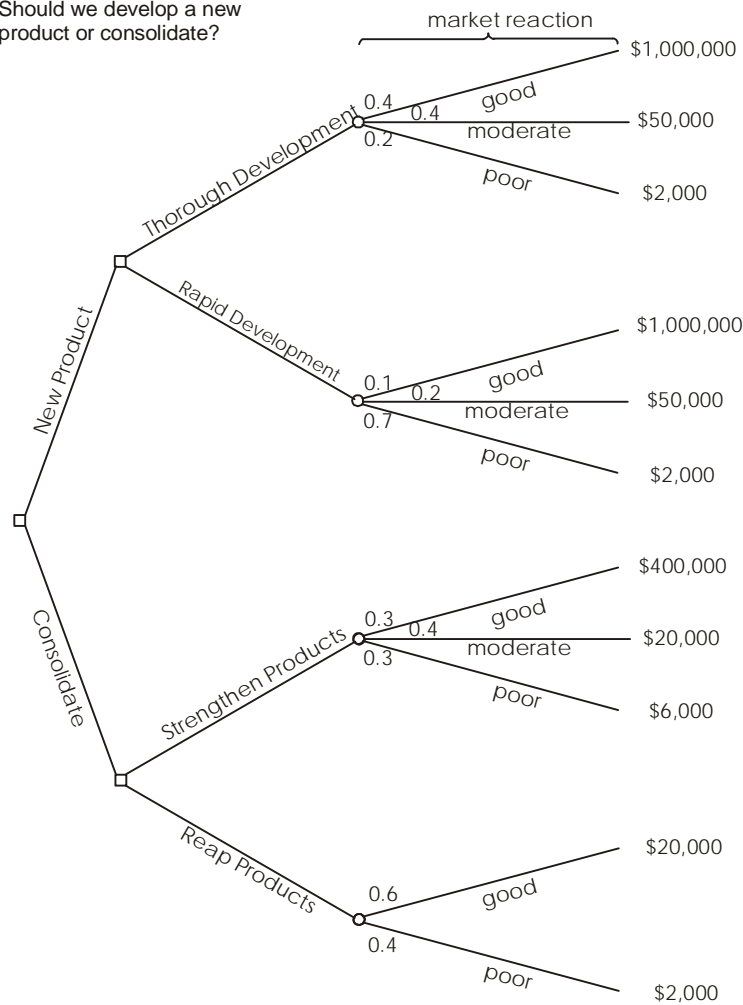 Should we develop a new
product or consolidate?
market reaction
$1,000,000
0.4
good
0.4
$50,000
moderate
0.2
Thorough Development
poor
$2,000
New Product
Rapid Development
$1,000,000
0.1
good
0.2
$50,000
moderate
0.7
poor
$2,000
$400,000
0.3
good
0.4
$20,000
moderate
0.3
Consolidate
Strengthen Products
poor
$6,000
Reap Products
$20,000
0.6
good
0.4
poor
$2,000